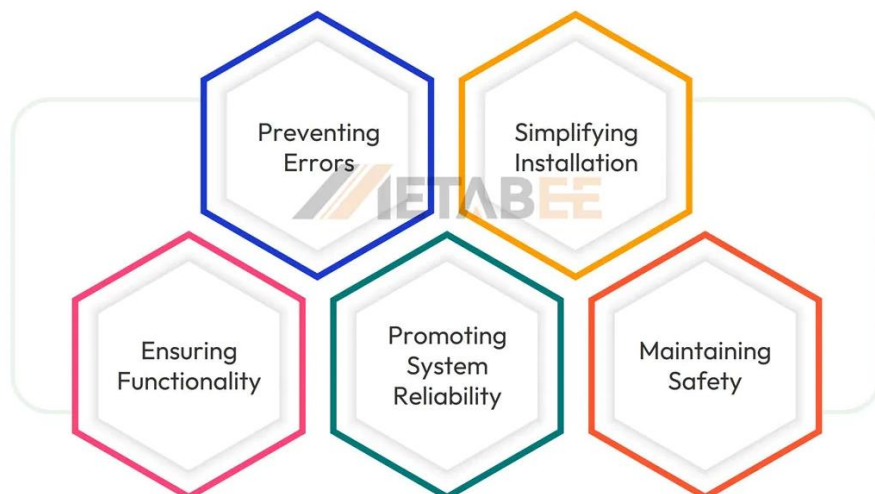 Preventing
Errors
Simplifying
Installation
METABEE
Ensuring
Functionality
Promoting
System
Reliability
Maintaining
Safety